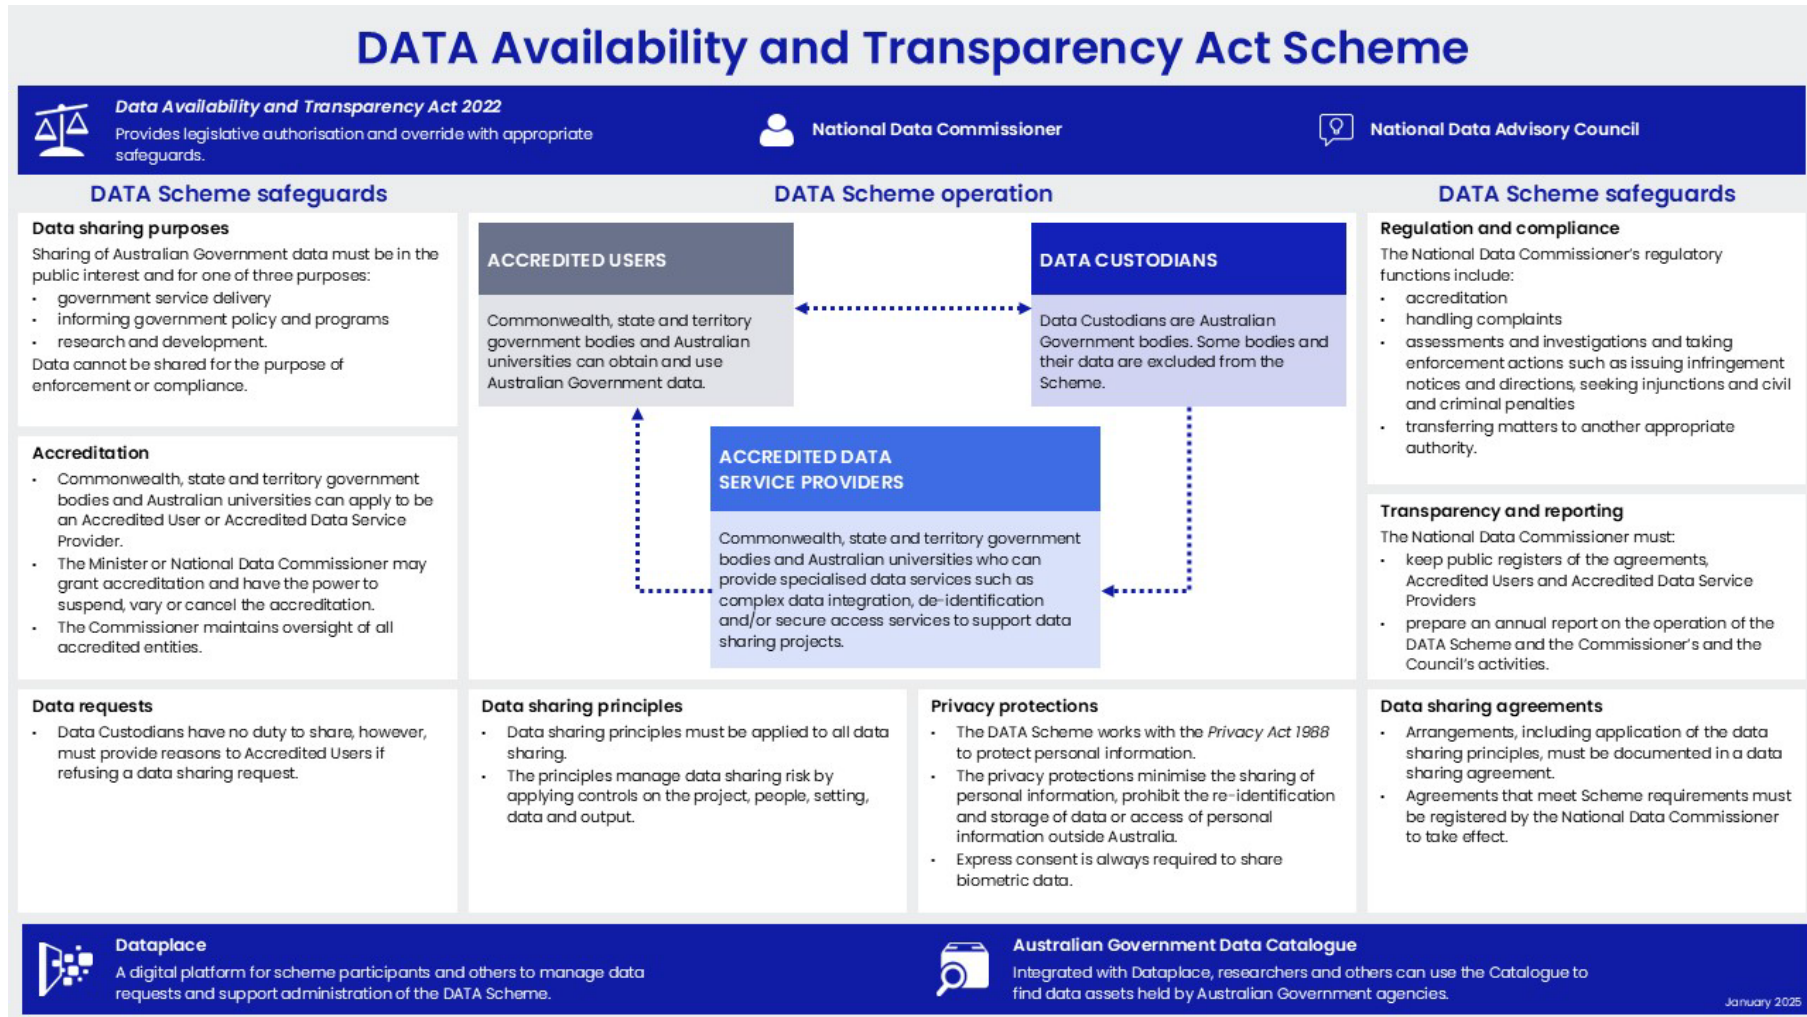 DATA Availability and Transparency Act Scheme
Data Availability and Transparency Act 2022
Provides legislative authorisation and override with appropriate
safeguards.
National Data Commissioner
National Data Advisory Council
DATA Scheme safeguards
Data sharing purposes
Sharing of Australian Government data must be in the
public interest and for one of three purposes:
• government service delivery
• informing government policy and programs
• research and development.
Data cannot be shared for the purpose of
enforcement or compliance.
Accreditation
• Commonwealth, state and territory government
bodies and Australian universities can apply to be
an Accredited User or Accredited Data Service
Provider.
• The Minister or National Data Commissioner may
grant accreditation and have the power to
suspend, vary or cancel the accreditation.
• The Commissioner maintains oversight of all
accredited entities.
DATA Scheme operation
ACCREDITED USERS
Commonwealth, state and territory
government bodies and Australian
universities can obtain and use
Australian Government data.
DATA CUSTODIANS
Data Custodians are Australian
Government bodies. Some bodies and
their data are excluded from the
Scheme.
ACCREDITED DATA
SERVICE PROVIDERS
Commonwealth, state and territory government
bodies and Australian universities who can
provide specialised data services such as
complex data integration, de-identification
and/or secure access services to support data
sharing projects.
DATA Scheme safeguards
Regulation and compliance
The National Data Commissioner's regulatory
functions include:
• accreditation
• handling complaints
• assessments and investigations and taking
enforcement actions such as issuing infringement
notices and directions, seeking injunctions and civil
and criminal penalties
• transferring matters to another appropriate
authority.
Transparency and reporting
The National Data Commissioner must:
• keep public registers of the agreements,
Accredited Users and Accredited Data Service
Providers
• prepare an annual report on the operation of the
DATA Scheme and the Commissioner's and the
Council's activities.
Data requests
• Data Custodians have no duty to share, however,
must provide reasons to Accredited Users if
refusing a data sharing request.
Data sharing principles
• Data sharing principles must be applied to all data
sharing.
• The principles manage data sharing risk by
applying controls on the project, people, setting,
data and output.
Privacy protections
• The DATA Scheme works with the Privacy Act 1988
to protect personal information.
• The privacy protections minimise the sharing of
personal information, prohibit the re-identification
and storage of data or access of personal
information outside Australia.
• Express consent is always required to share
biometric data.
Data sharing agreements
• Arrangements, including application of the data
sharing principles, must be documented in a data
sharing agreement.
• Agreements that meet Scheme requirements must
be registered by the National Data Commissioner
to take effect.
Dataplace
A digital platform for scheme participants and others to manage data
requests and support administration of the DATA Scheme.
Australian Government Data Catalogue
Integrated with Dataplace, researchers and others can use the Catalogue to
find data assets held by Australian Government agencies.
January 2025